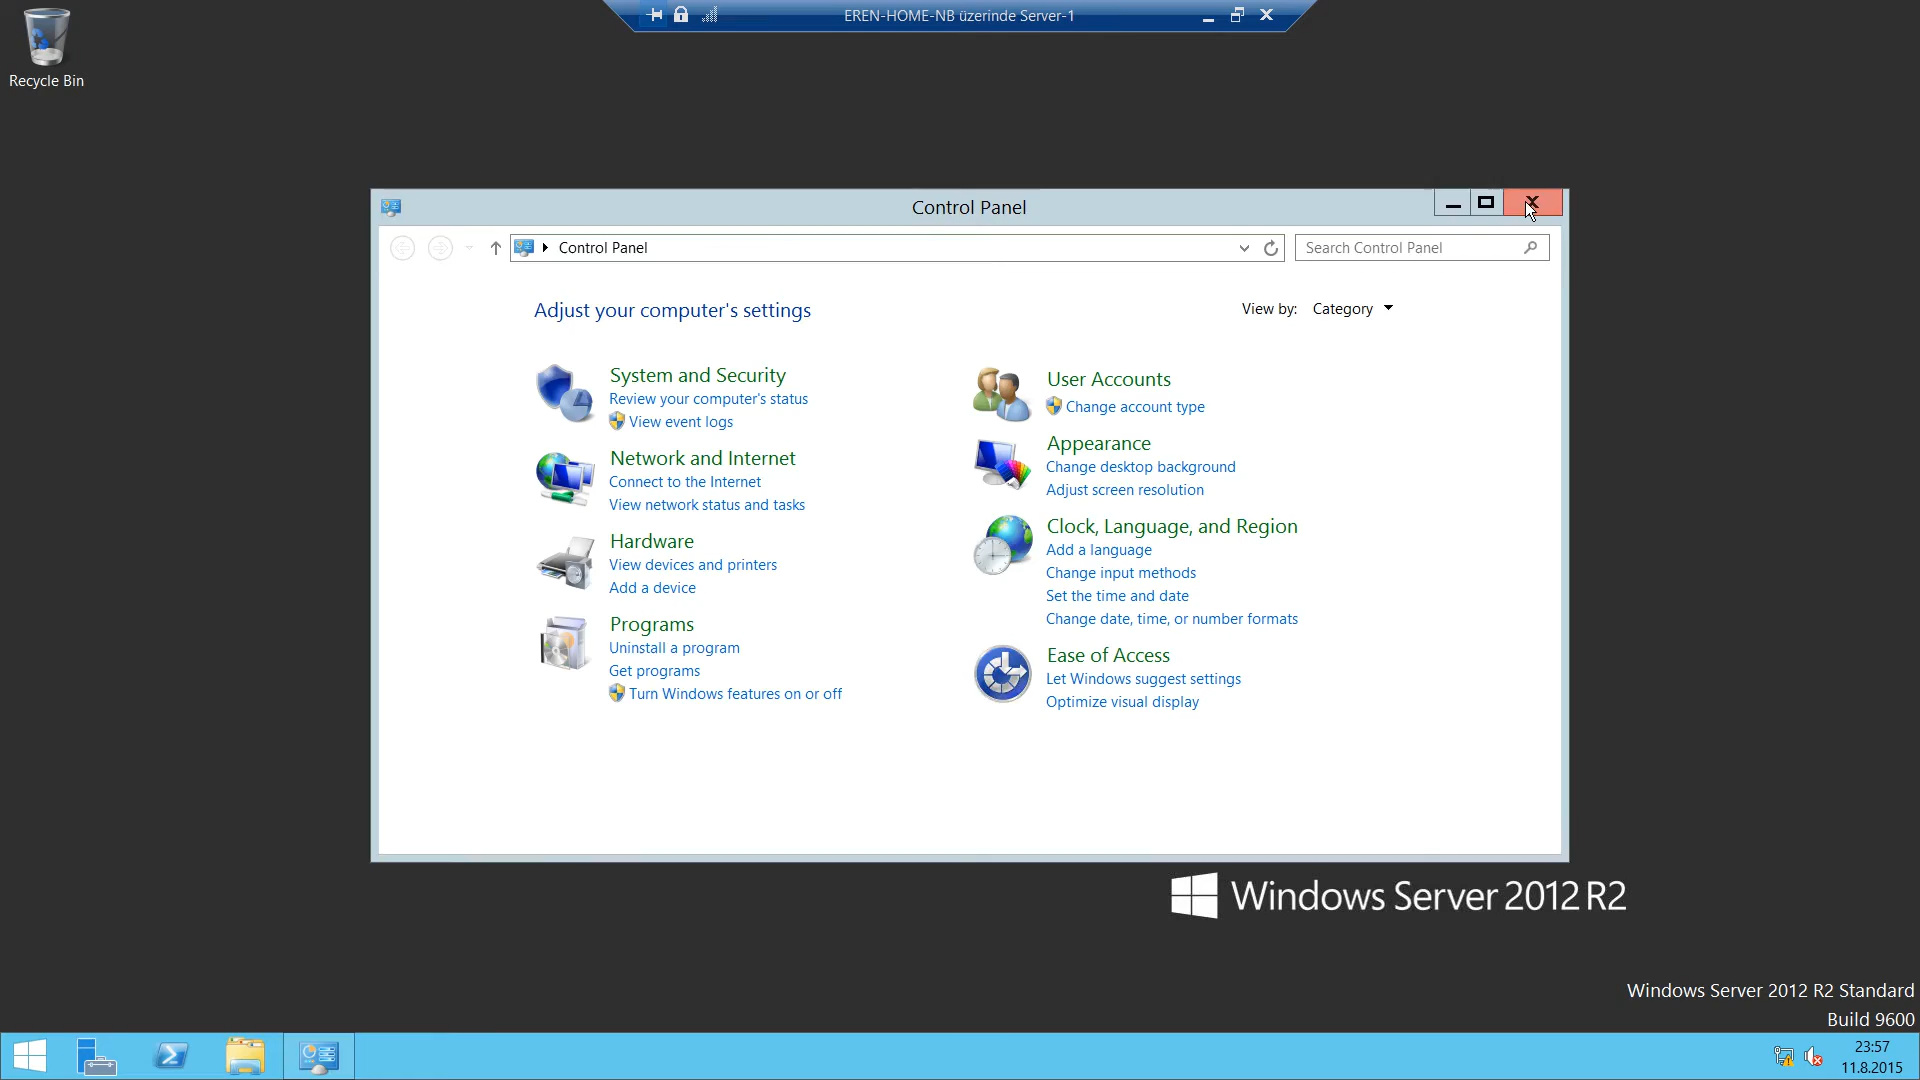 EREN-HOME-NB üzerinde Server-1
Recycle Bin
Control Panel
Control Panel
Search Control Panel
Adjust your computer's settings
View by: Category
System and Security
Review your computer's status
View event logs
Network and Internet
Connect to the Internet
View network status and tasks
Hardware
View devices and printers
Add a device
Programs
Uninstall a program
Get programs
Turn Windows features on or off
User Accounts
Change account type
Appearance
Change desktop background
Adjust screen resolution
Clock, Language, and Region
Add a language
Change input methods
Set the time and date
Change date, time, or number formats
Ease of Access
Let Windows suggest settings
Optimize visual display
Windows Server 2012 R2
Windows Server 2012 R2 Standard
Build 9600
23:57
11.8.2015